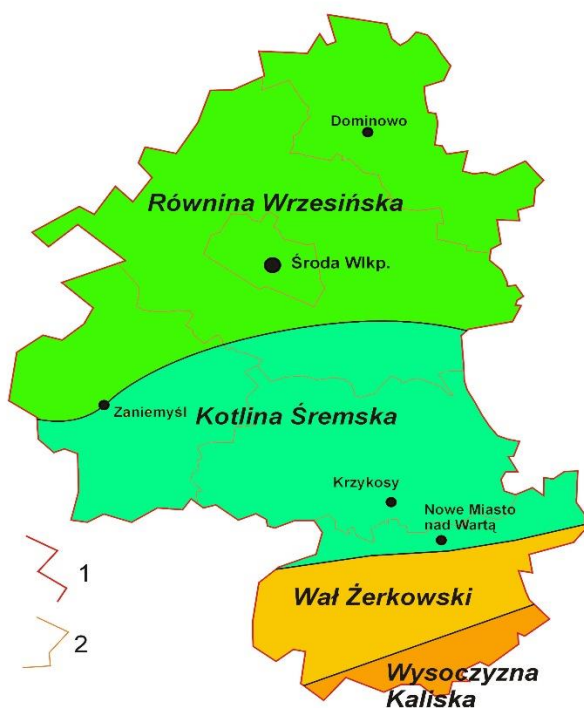 Dominowo
Równina Wrzesińska
Środa Wlkp.
Zaniemyśl
Kotlina Śremska
Krzykosy
Nowe Miasto
nad Wartą
1
Wał Żerkowski
2
Wysoczyzna
Kaliska